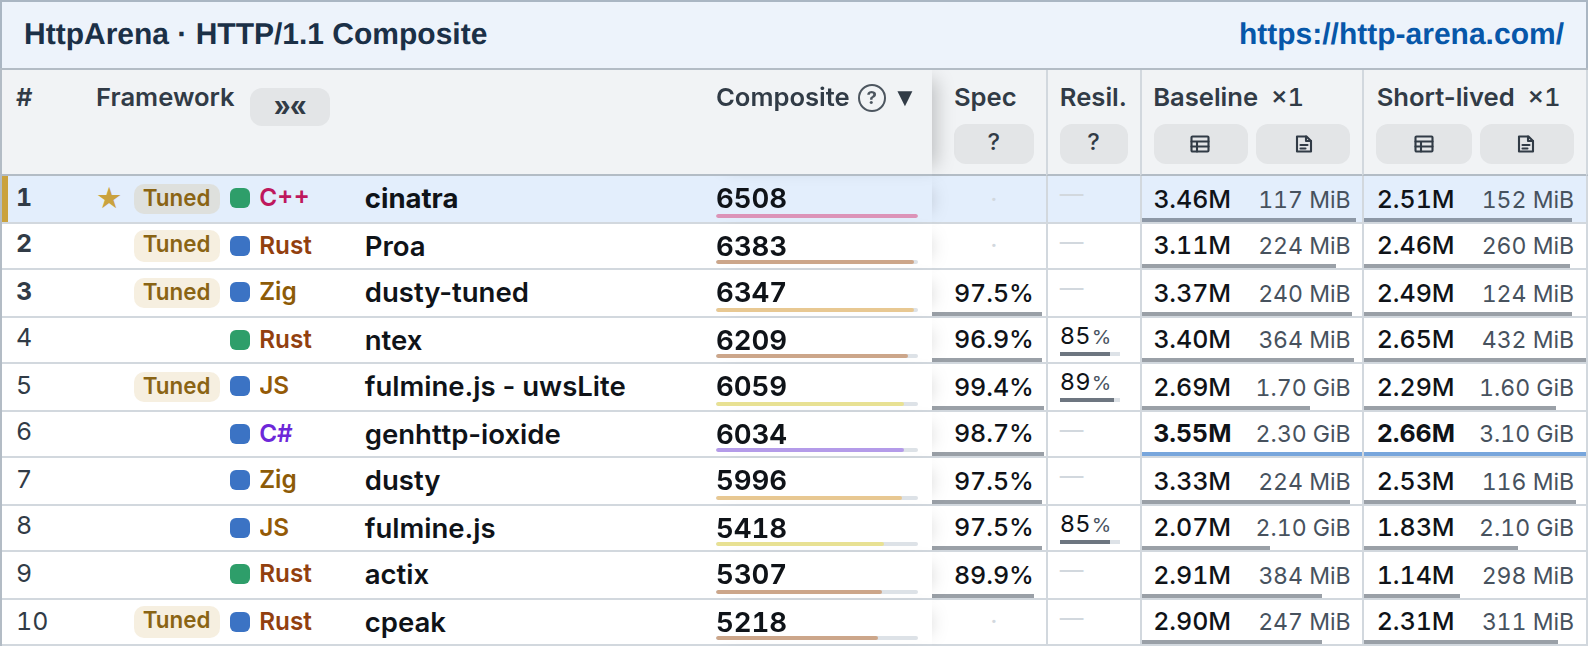 HttpArena · HTTP/1.1 Composite https://http-arena.com/
# Framework »« Composite ? ▼ Spec Resil. Baseline ×1 Short-lived ×1
? ?
1 ★ Tuned C++ cinatra 6508 · — 3.46M 117 MiB 2.51M 152 MiB
2 Tuned Rust Proa 6383 · — 3.11M 224 MiB 2.46M 260 MiB
3 Tuned Zig dusty-tuned 6347 97.5% — 3.37M 240 MiB 2.49M 124 MiB
4 Rust ntex 6209 96.9% 85% 3.40M 364 MiB 2.65M 432 MiB
5 Tuned JS fulmine.js - uwsLite 6059 99.4% 89% 2.69M 1.70 GiB 2.29M 1.60 GiB
6 C# genhttp-ioxide 6034 98.7% — 3.55M 2.30 GiB 2.66M 3.10 GiB
7 Zig dusty 5996 97.5% — 3.33M 224 MiB 2.53M 116 MiB
8 JS fulmine.js 5418 97.5% 85% 2.07M 2.10 GiB 1.83M 2.10 GiB
9 Rust actix 5307 89.9% — 2.91M 384 MiB 1.14M 298 MiB
10 Tuned Rust cpeak 5218 · — 2.90M 247 MiB 2.31M 311 MiB